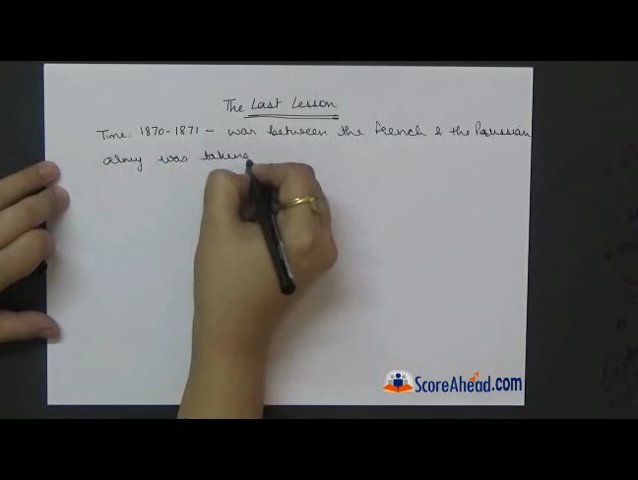 The Last Lesson
Time: 1870-1871 - war between the French & the Prussian
army was taking
ScoreAhead.com